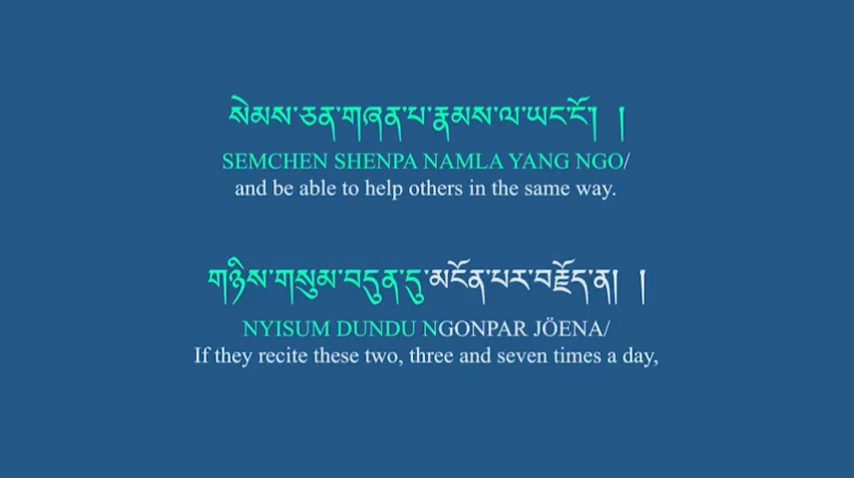 སེམས་ཅན་གཞན་པ་རྣམས་ལ་ཡང་ངོ༌། །
SEMCHEN SHENPA NAMLA YANG NGO/
and be able to help others in the same way.
གཉིས་གསུམ་བདུན་དུ་མངོན་པར་བརྗོད་ན། །
NYISUM DUNDU NGONPAR JÖENA/
If they recite these two, three and seven times a day,